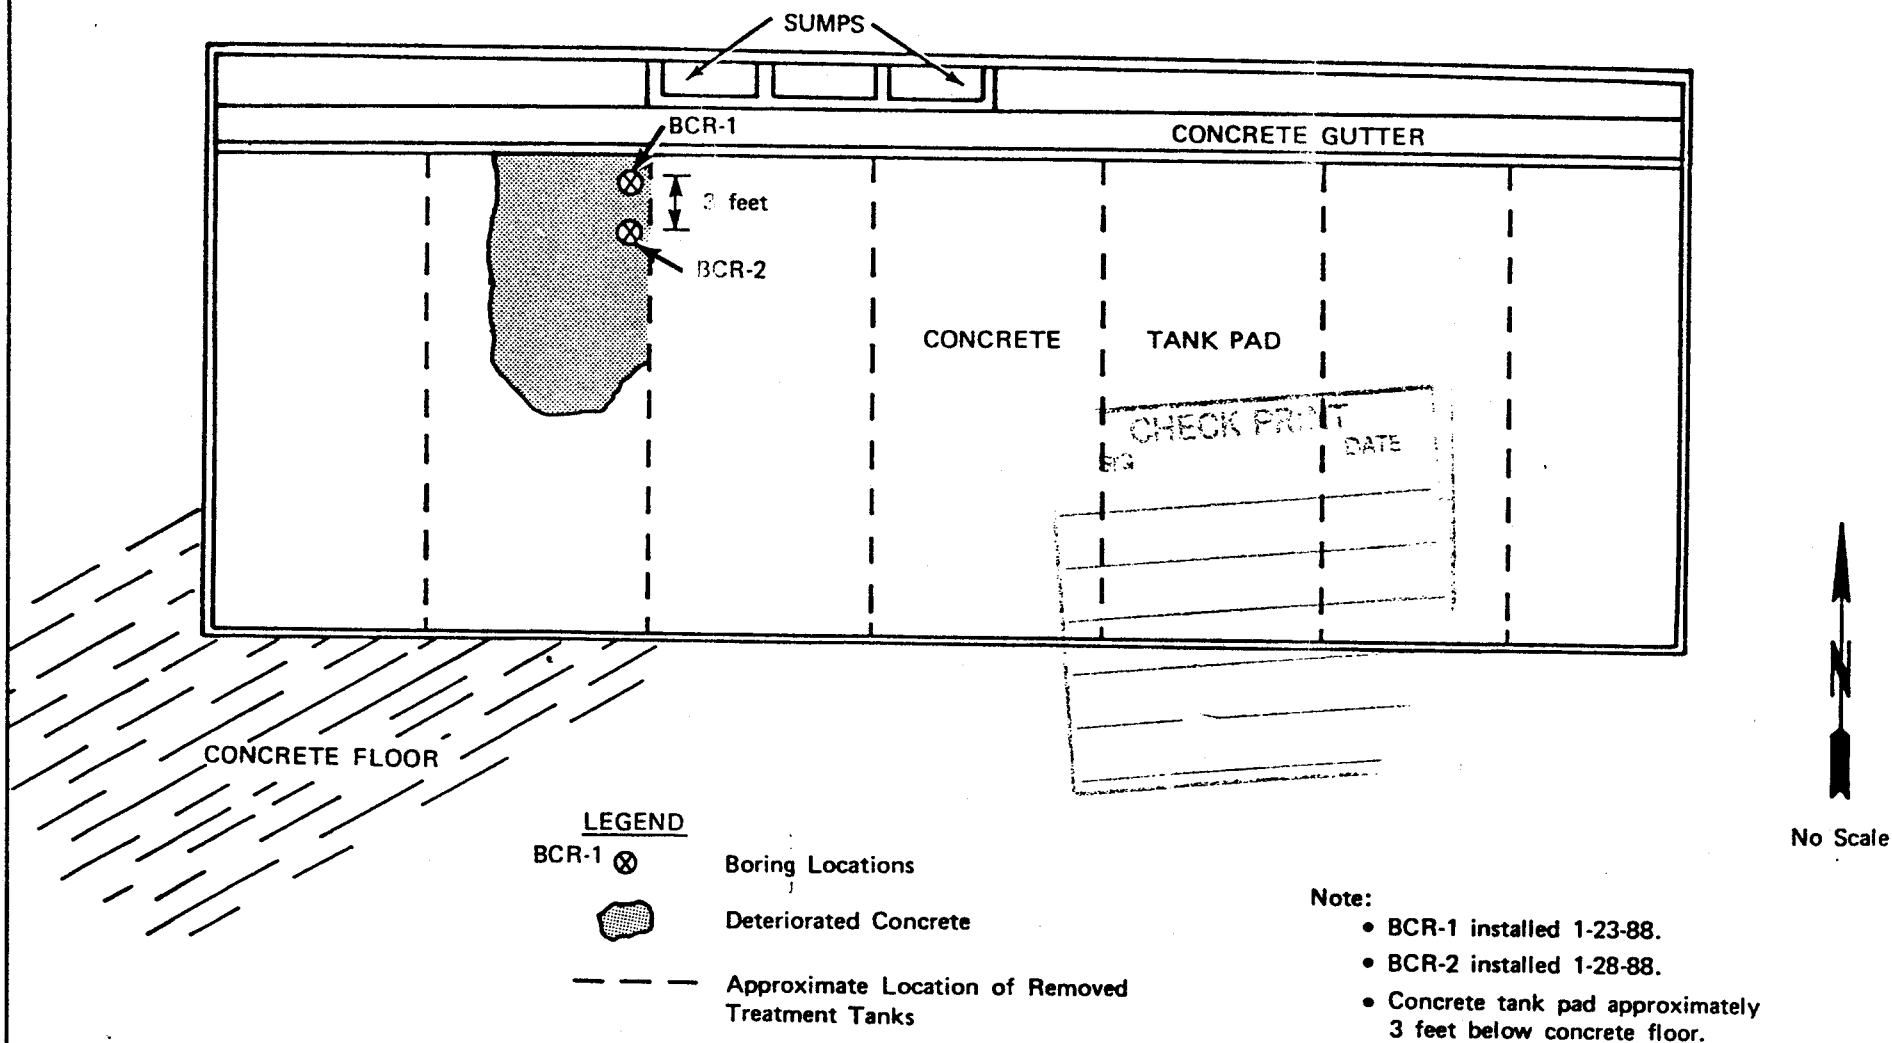 SUMPS
BCR-1
CONCRETE GUTTER
3 feet
BCR-2
CONCRETE TANK PAD
CHECK PRINT
DATE
CONCRETE FLOOR
N
No Scale
LEGEND
BCR-1
Boring Locations
Deteriorated Concrete
Approximate Location of Removed
Treatment Tanks
Note:
• BCR-1 installed 1-23-88.
• BCR-2 installed 1-28-88.
• Concrete tank pad approximately
3 feet below concrete floor.